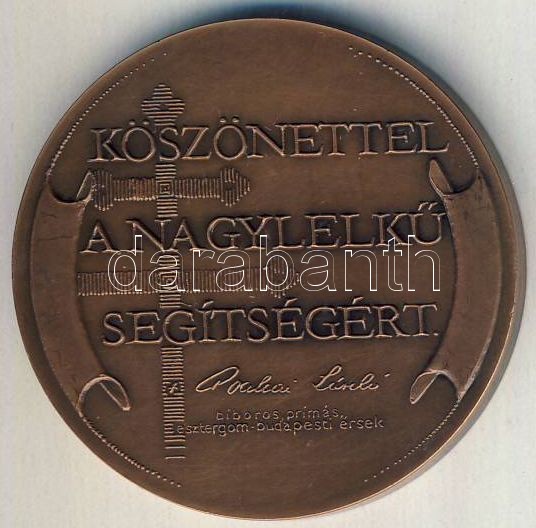 KÖSZÖNETTEL
A NAGYLELKŰ
darabanth
SEGÍTSÉGÉRT.
Paskai László
bíboros, prímás,
esztergom-budapesti érsek